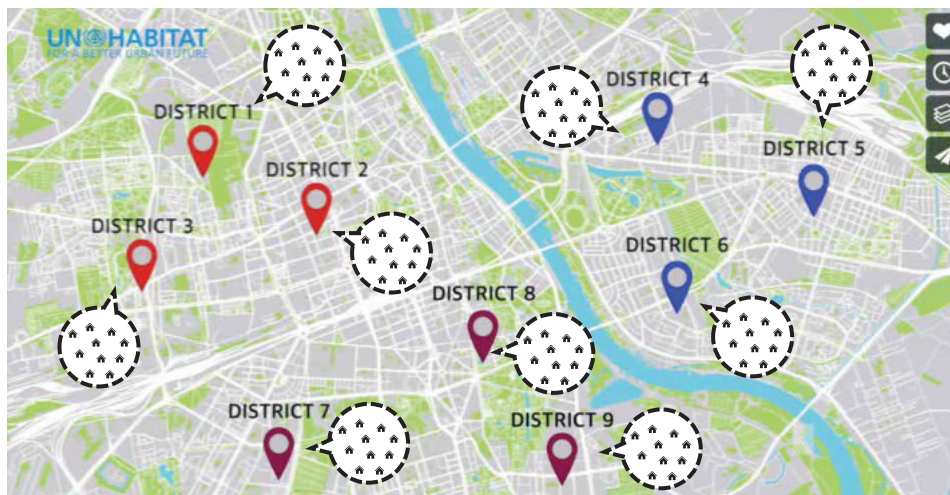 UN HABITAT
FOR A BETTER URBAN FUTURE
DISTRICT 1
DISTRICT 4
DISTRICT 5
DISTRICT 2
DISTRICT 3
DISTRICT 6
DISTRICT 8
DISTRICT 7
DISTRICT 9